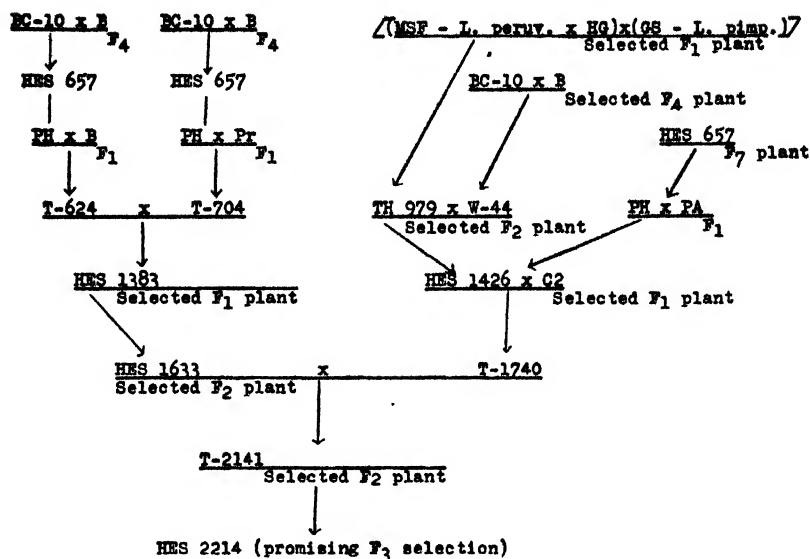 BC-10 x B BC-10 x B [(MSF - L. peruv. x HG)x(GS - L. pimp.)]
F4 F4 Selected F1 plant
BC-10 x B
Selected F4 plant
HES 657 HES 657
HES 657
F7 plant
PH x B PH x Pr
F1 F1
T-624 x T-704 TH 979 x W-44 PH x PA
Selected F2 plant F1
HES 1383 HES 1426 x C2
Selected F1 plant Selected F1 plant
HES 1633 x T-1740
Selected F2 plant
T-2141
Selected F2 plant
HES 2214 (promising F3 selection)